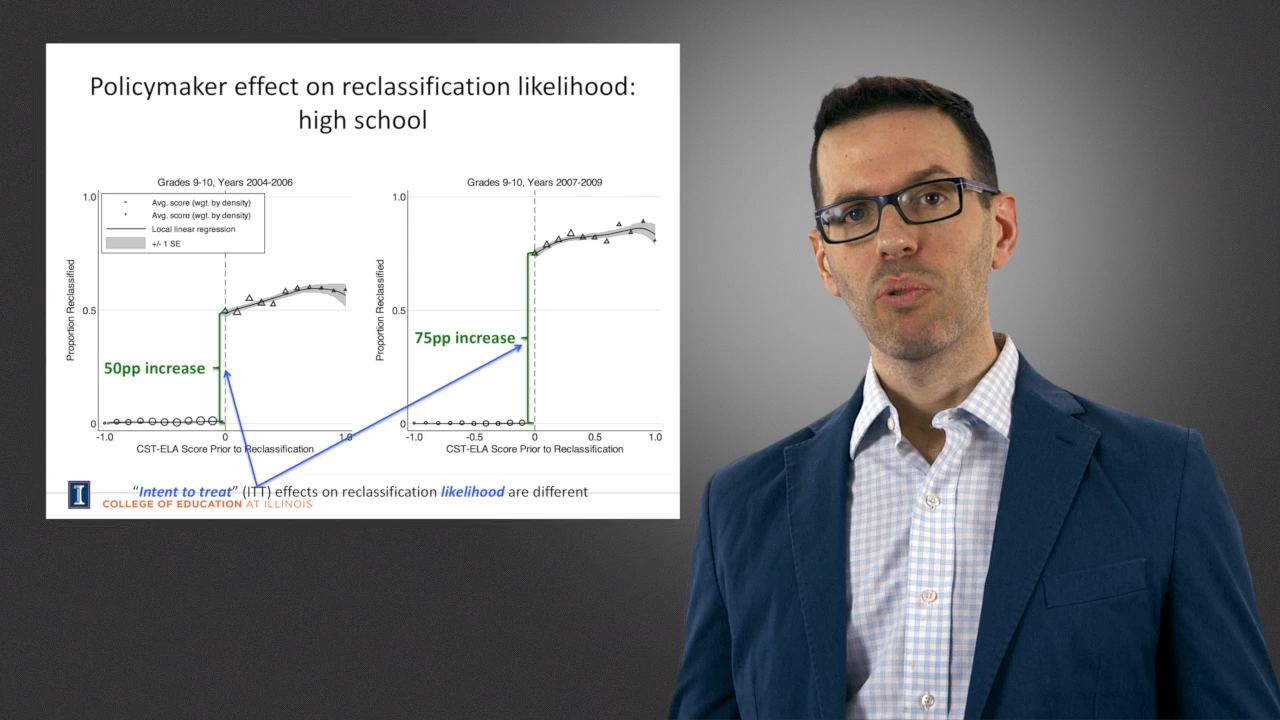 Policymaker effect on reclassification likelihood:
high school
Grades 9-10, Years 2004-2006
1.0
Avg. score (wgt. by density)
Avg. score (wgt. by density)
Local linear regression
+/- 1 SE
Proportion Reclassified
0.5
50pp increase
0
-1.0
0
1.0
CST-ELA Score Prior to Reclassification
Grades 9-10, Years 2007-2009
1.0
Proportion Reclassified
0.5
75pp increase
0
-1.0
-0.5
0
0.5
1.0
CST-ELA Score Prior to Reclassification
“Intent to treat” (ITT) effects on reclassification likelihood are different
I
COLLEGE OF EDUCATION AT ILLINOIS